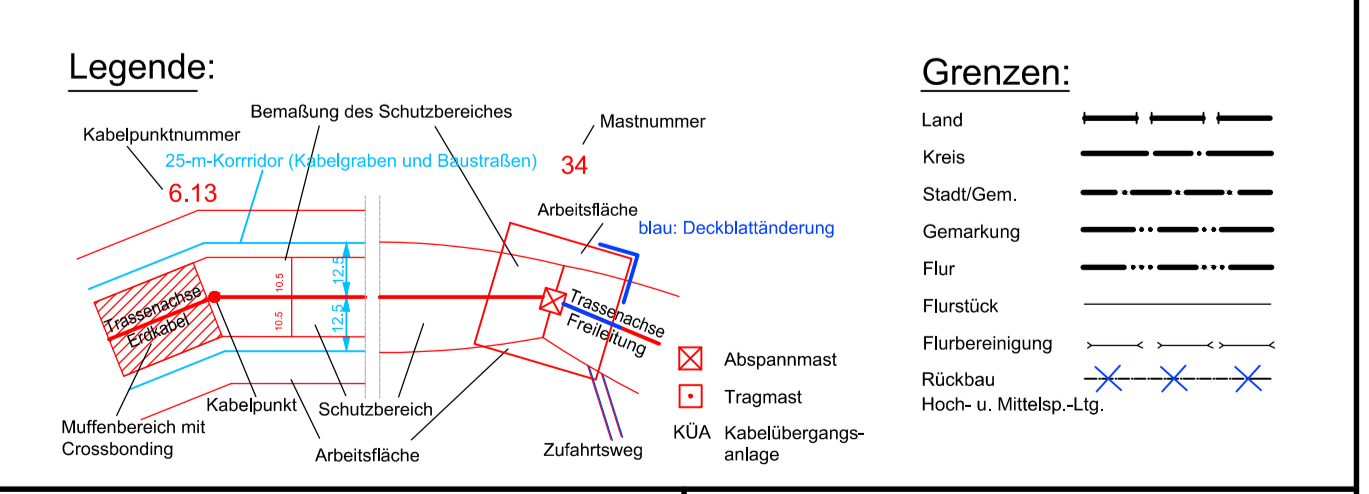 Legende:
Bemaßung des Schutzbereiches
Mastnummer
Kabelpunktnummer
25-m-Korrridor (Kabelgraben und Baustraßen)
34
6.13
Arbeitsfläche
blau: Deckblattänderung
10.5
12.5
10.5
12.5
Trassenachse
Erdkabel
Trassenachse
Freileitung
Abspannmast
Tragmast
KÜA Kabelübergangs-
anlage
Kabelpunkt
Schutzbereich
Muffenbereich mit
Crossbonding
Arbeitsfläche
Zufahrtsweg
Grenzen:
Land
Kreis
Stadt/Gem.
Gemarkung
Flur
Flurstück
Flurbereinigung
Rückbau
Hoch- u. Mittelsp.-Ltg.